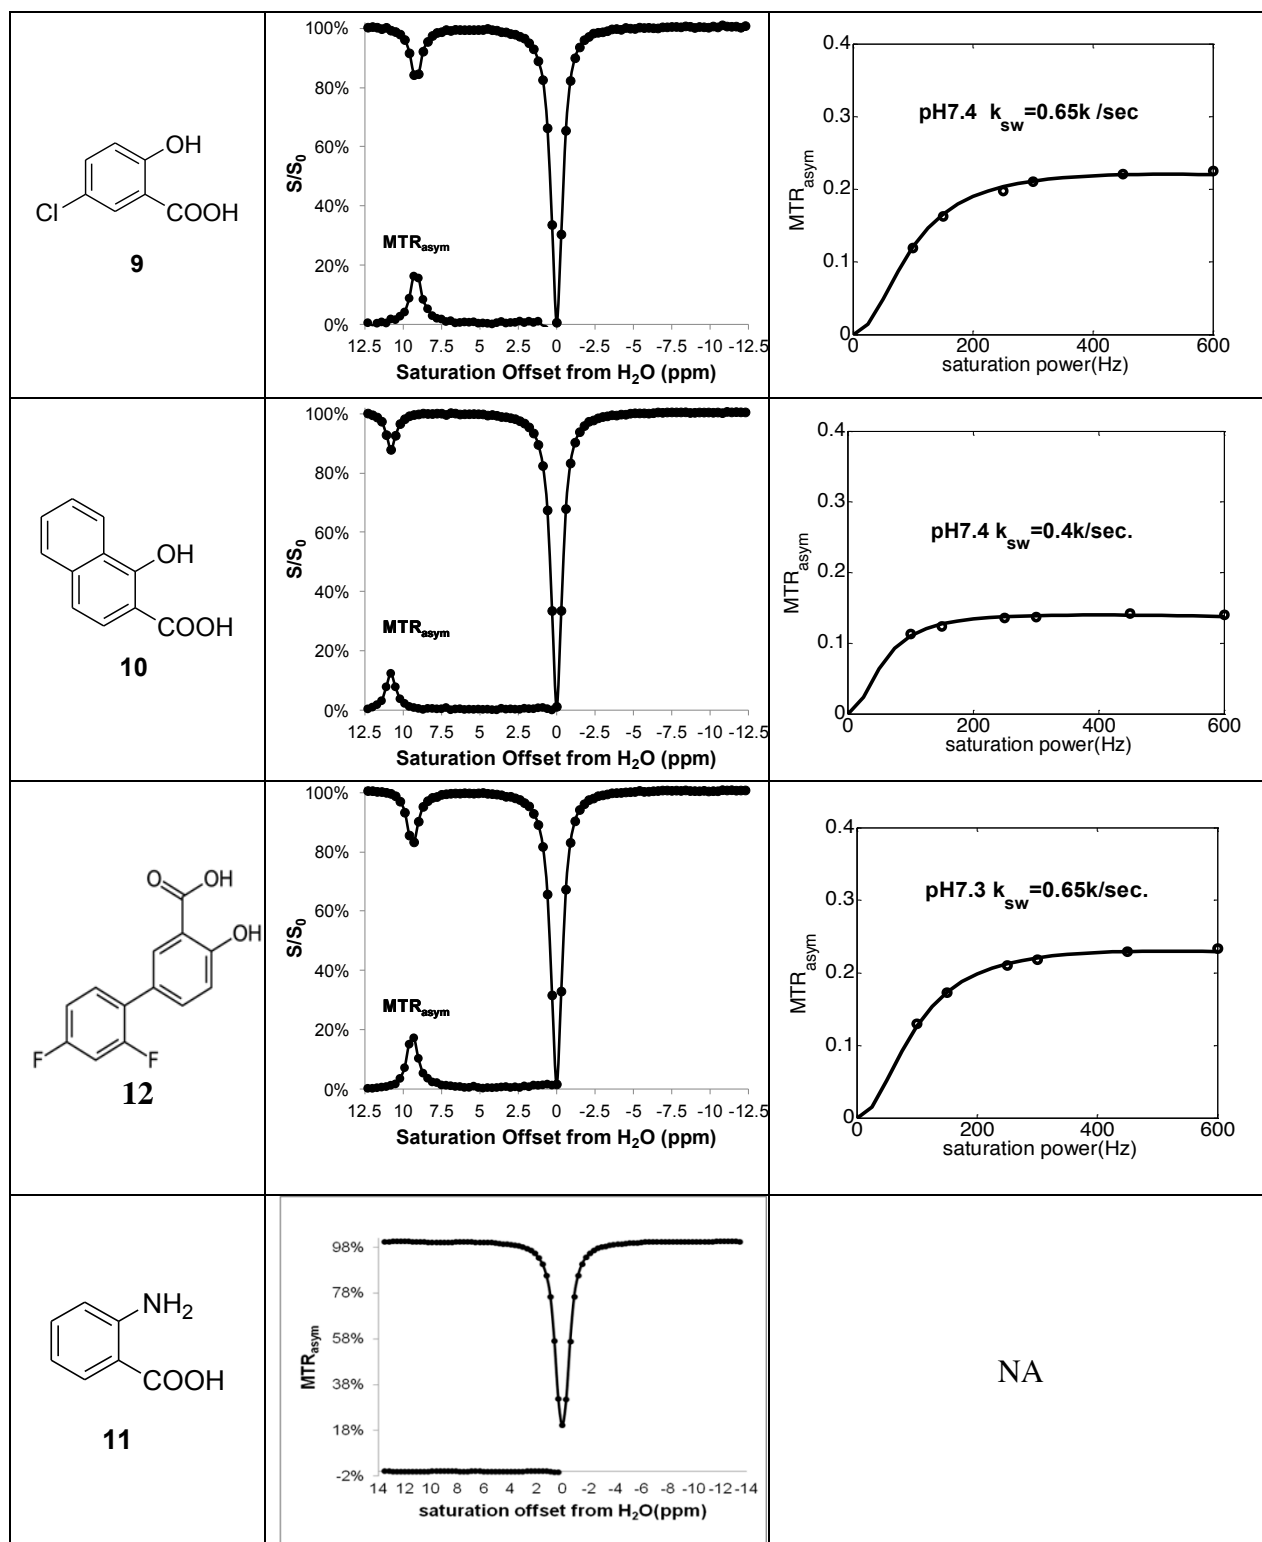 OH
Cl
COOH
9
100%
80%
60%
40%
20%
0%
S/S0
MTRasym
12.5 10 7.5 5 2.5 0 -2.5 -5 -7.5 -10 -12.5
Saturation Offset from H2O (ppm)
0.4
0.3
0.2
0.1
0
MTRasym
pH7.4 ksw=0.65k /sec
0 200 400 600
saturation power(Hz)
OH
COOH
10
100%
80%
60%
40%
20%
0%
S/S0
MTRasym
12.5 10 7.5 5 2.5 0 -2.5 -5 -7.5 -10 -12.5
Saturation Offset from H2O (ppm)
0.4
0.3
0.2
0.1
0
MTRasym
pH7.4 ksw=0.4k/sec.
0 200 400 600
saturation power(Hz)
O
OH
OH
F
F
12
100%
80%
60%
40%
20%
0%
S/S0
MTRasym
12.5 10 7.5 5 2.5 0 -2.5 -5 -7.5 -10 -12.5
Saturation Offset from H2O (ppm)
0.4
0.3
0.2
0.1
0
MTRasym
pH7.3 ksw=0.65k/sec.
0 200 400 600
saturation power(Hz)
NH2
COOH
11
98%
78%
58%
38%
18%
-2%
MTRasym
14 12 10 8 6 4 2 0 -2 -4 -6 -8 -10 -12 -14
saturation offset from H2O(ppm)
NA